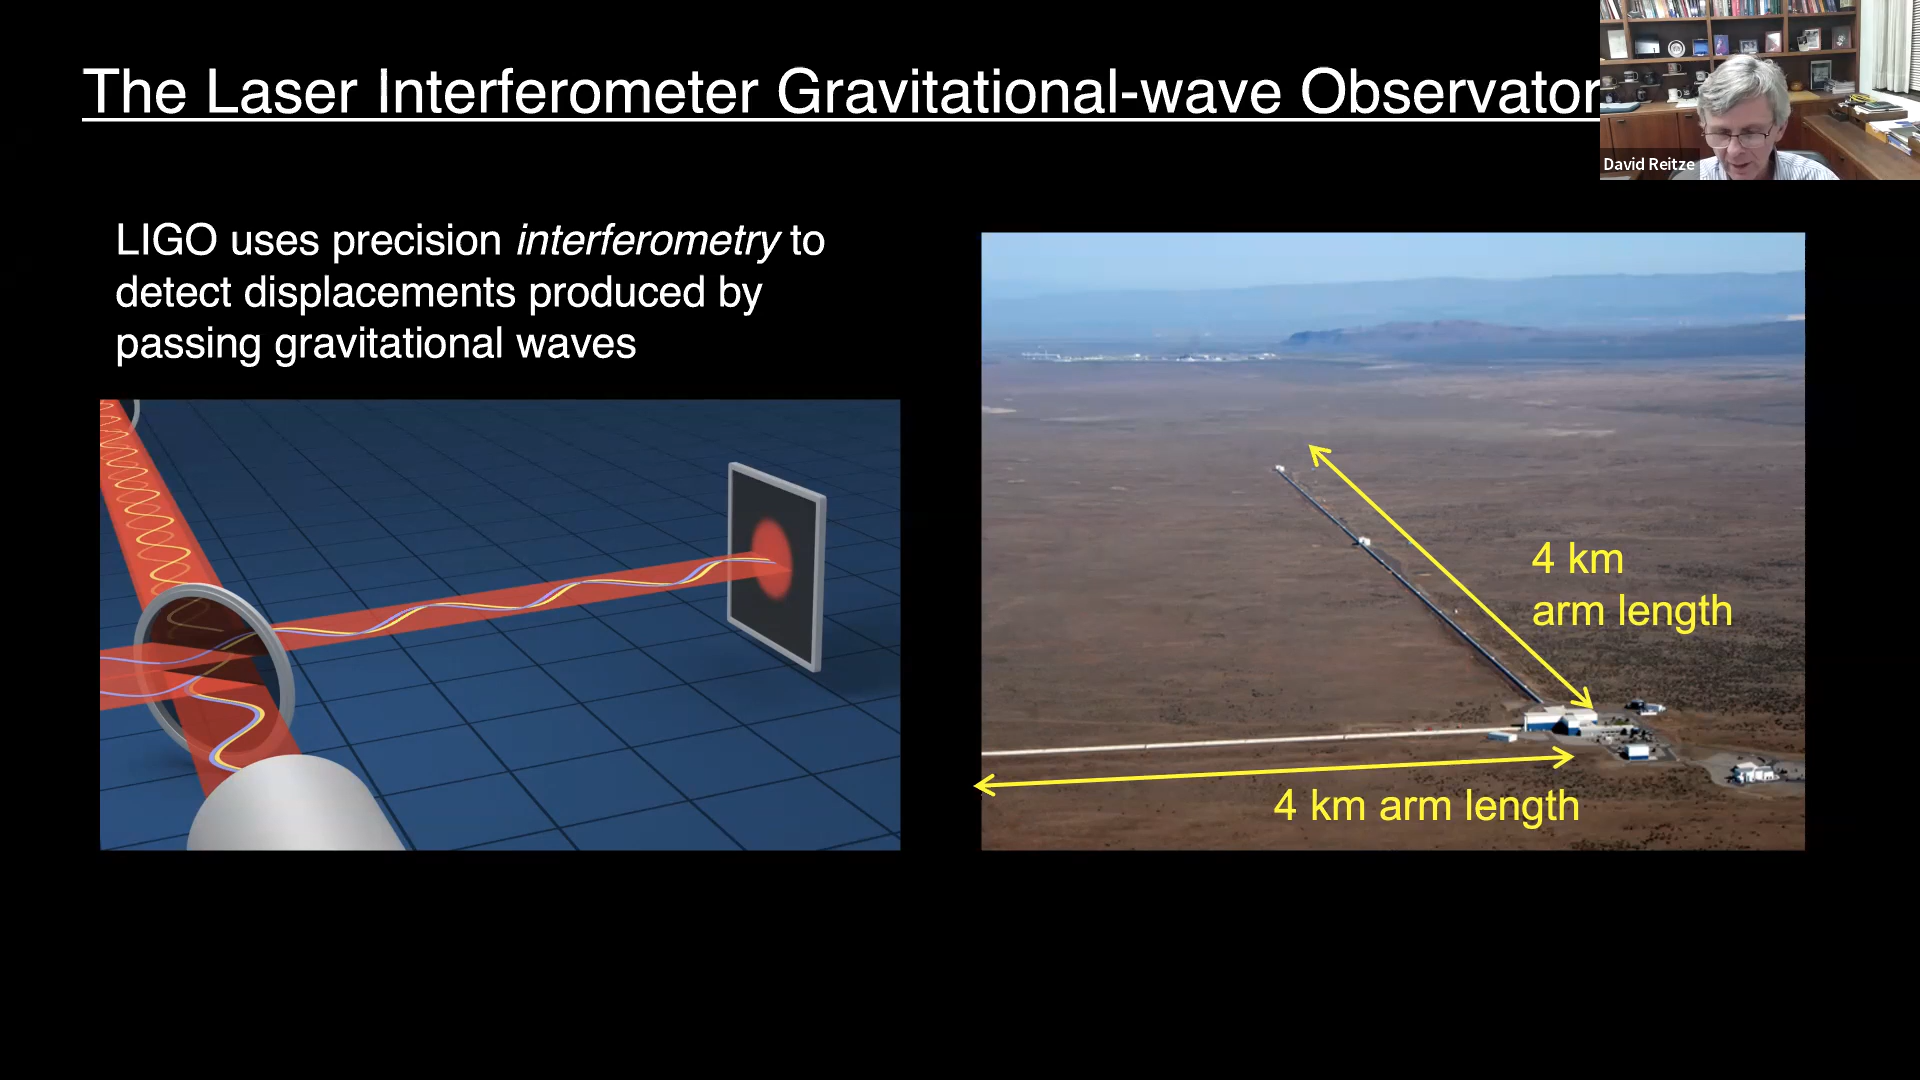 The Laser Interferometer Gravitational-wave Observator
David Reitze
LIGO uses precision interferometry to
detect displacements produced by
passing gravitational waves
4 km
arm length
4 km arm length